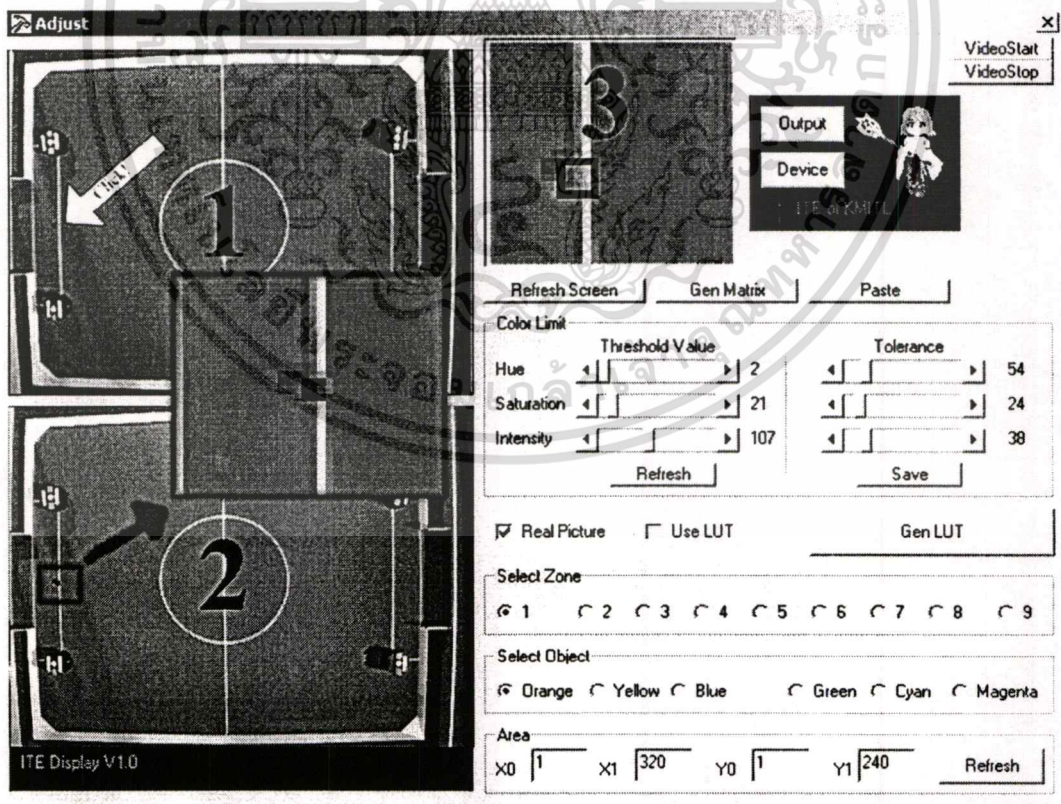 Adjust
VideoStart
VideoStop
Click!
1
2
3
Output
Device
Refresh Screen
Gen Matrix
Paste
Color Limit
Threshold Value
Tolerance
Hue
2
54
Saturation
21
24
Intensity
107
38
Refresh
Save
Real Picture
Use LUT
Gen LUT
Select Zone
1 2 3 4 5 6 7 8 9
Select Object
Orange Yellow Blue Green Cyan Magenta
Area
X0 1 X1 320 Y0 1 Y1 240 Refresh
ITE Display V1.0